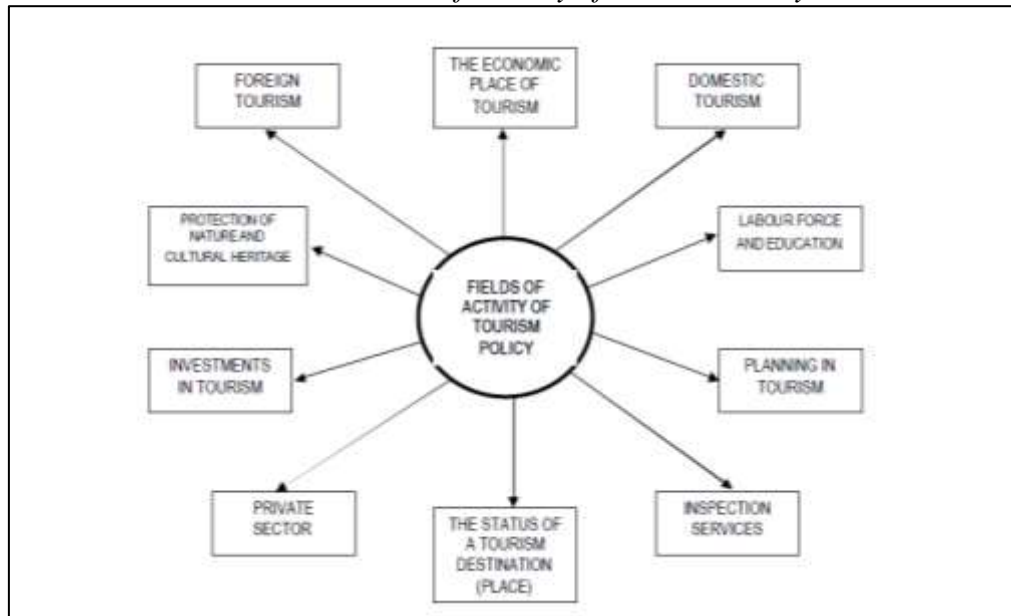 FOREIGN
TOURISM
THE ECONOMIC
PLACE OF
TOURISM
DOMESTIC
TOURISM
PROTECTION OF
NATURE AND
CULTURAL HERITAGE
LABOUR FORCE
AND EDUCATION
FIELDS OF
ACTIVITY OF
TOURISM
POLICY
INVESTMENTS
IN TOURISM
PLANNING IN
TOURISM
PRIVATE
SECTOR
THE STATUS OF
A TOURISM
DESTINATION
(PLACE)
INSPECTION
SERVICES